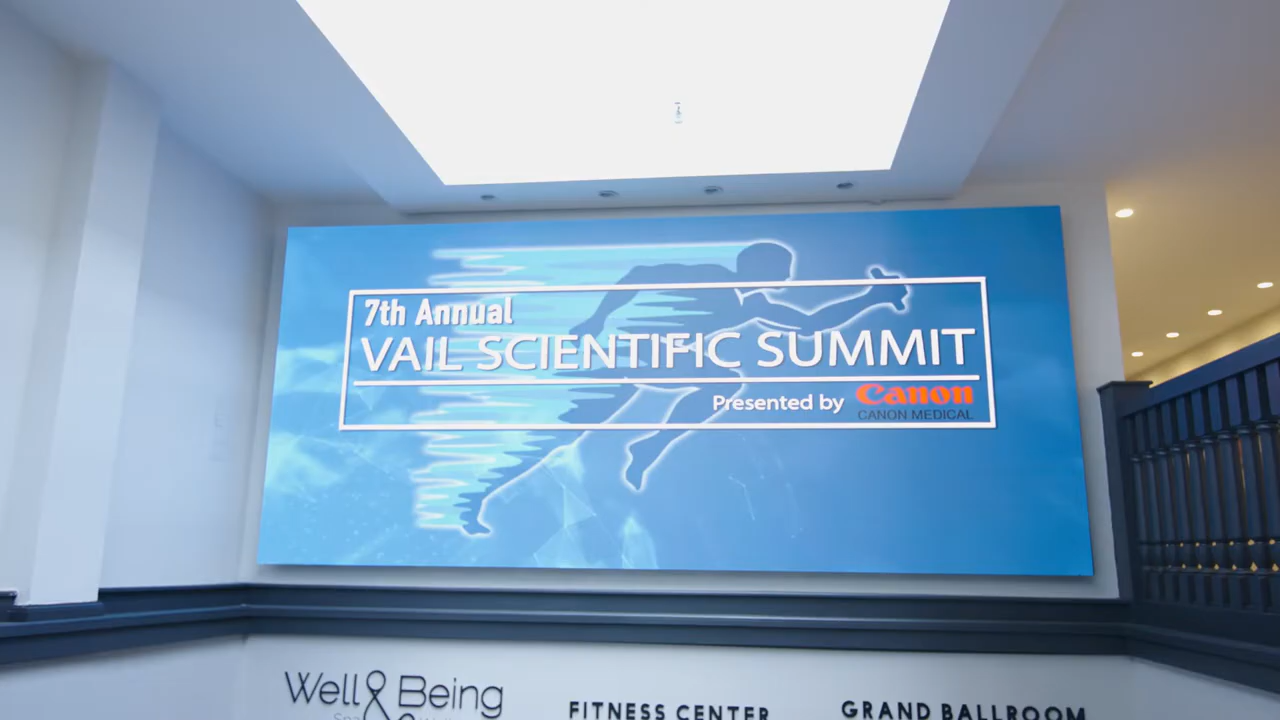 7th Annual
VAIL SCIENTIFIC SUMMIT
Presented by Canon
CANON MEDICAL
Well & Being
FITNESS CENTER
GRAND BALLROOM